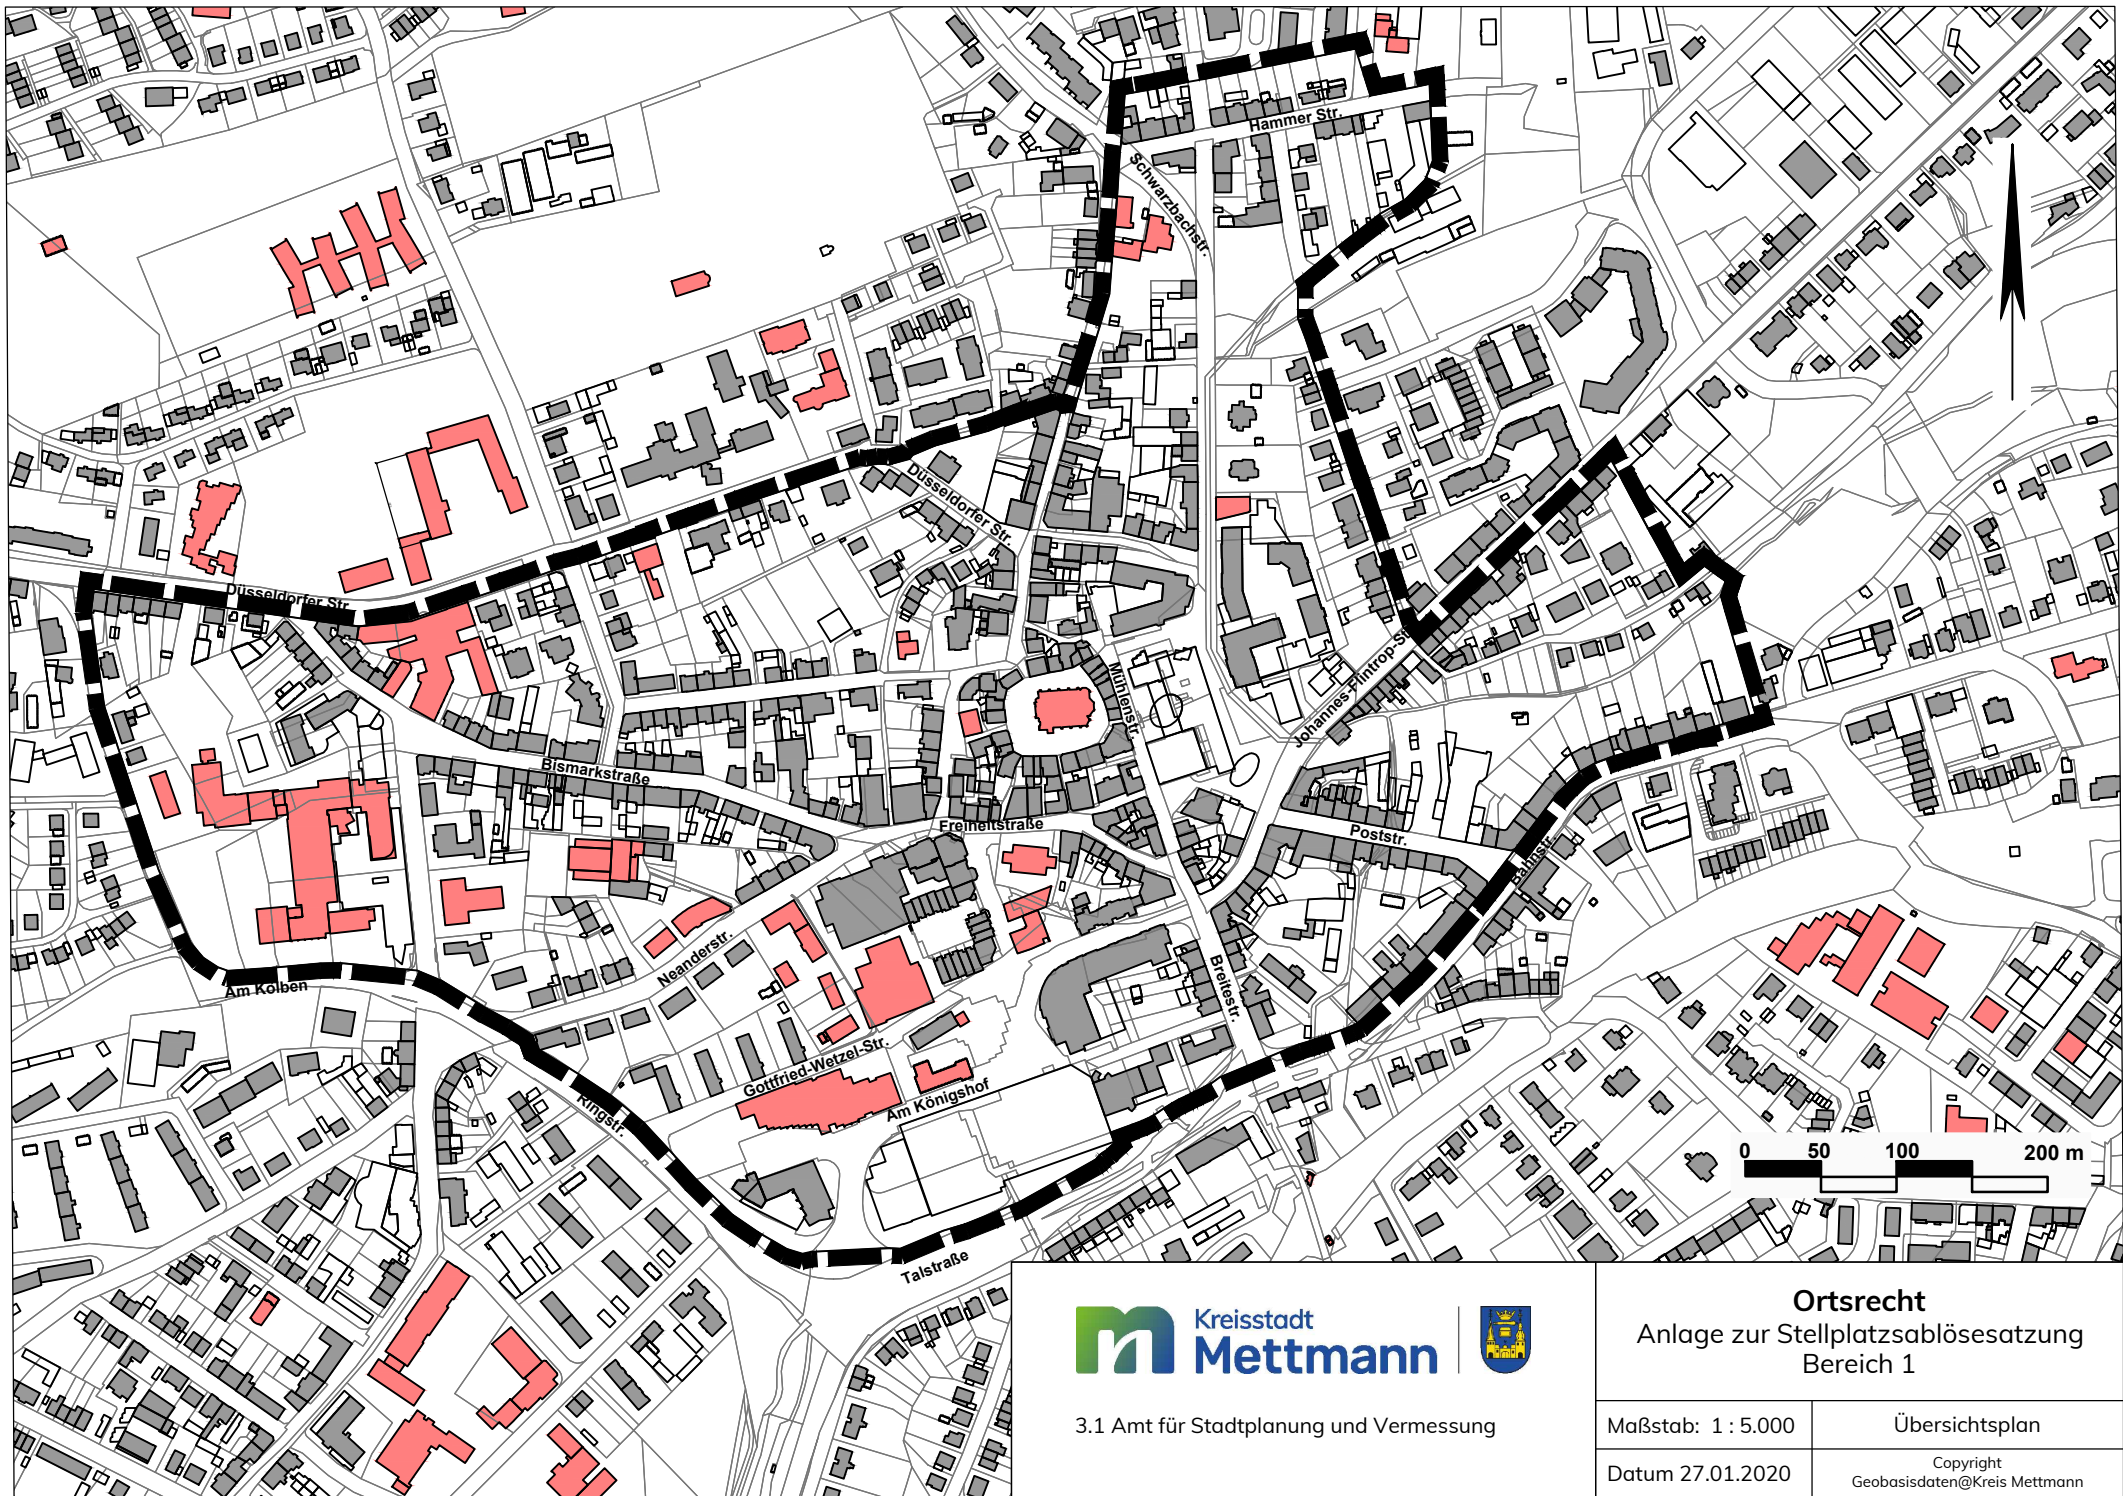 Hammer Str.
Schwarzbachstr.
Düsseldorfer Str.
Düsseldorfer Str.
Mühlenstr.
Johannes-Flintrop-Str.
Bismarkstraße
Freiheitstraße
Poststr.
Bahnstr.
Neanderstr.
Breitestr.
Am Kolben
Gottfried-Wetzel-Str.
Am Königshof
Ringstr.
Talstraße
0 50 100 200 m
Kreisstadt
Mettmann
3.1 Amt für Stadtplanung und Vermessung
Ortsrecht
Anlage zur Stellplatzsablösesatzung
Bereich 1
Maßstab: 1 : 5.000
Übersichtsplan
Datum 27.01.2020
Copyright
Geobasisdaten@Kreis Mettmann